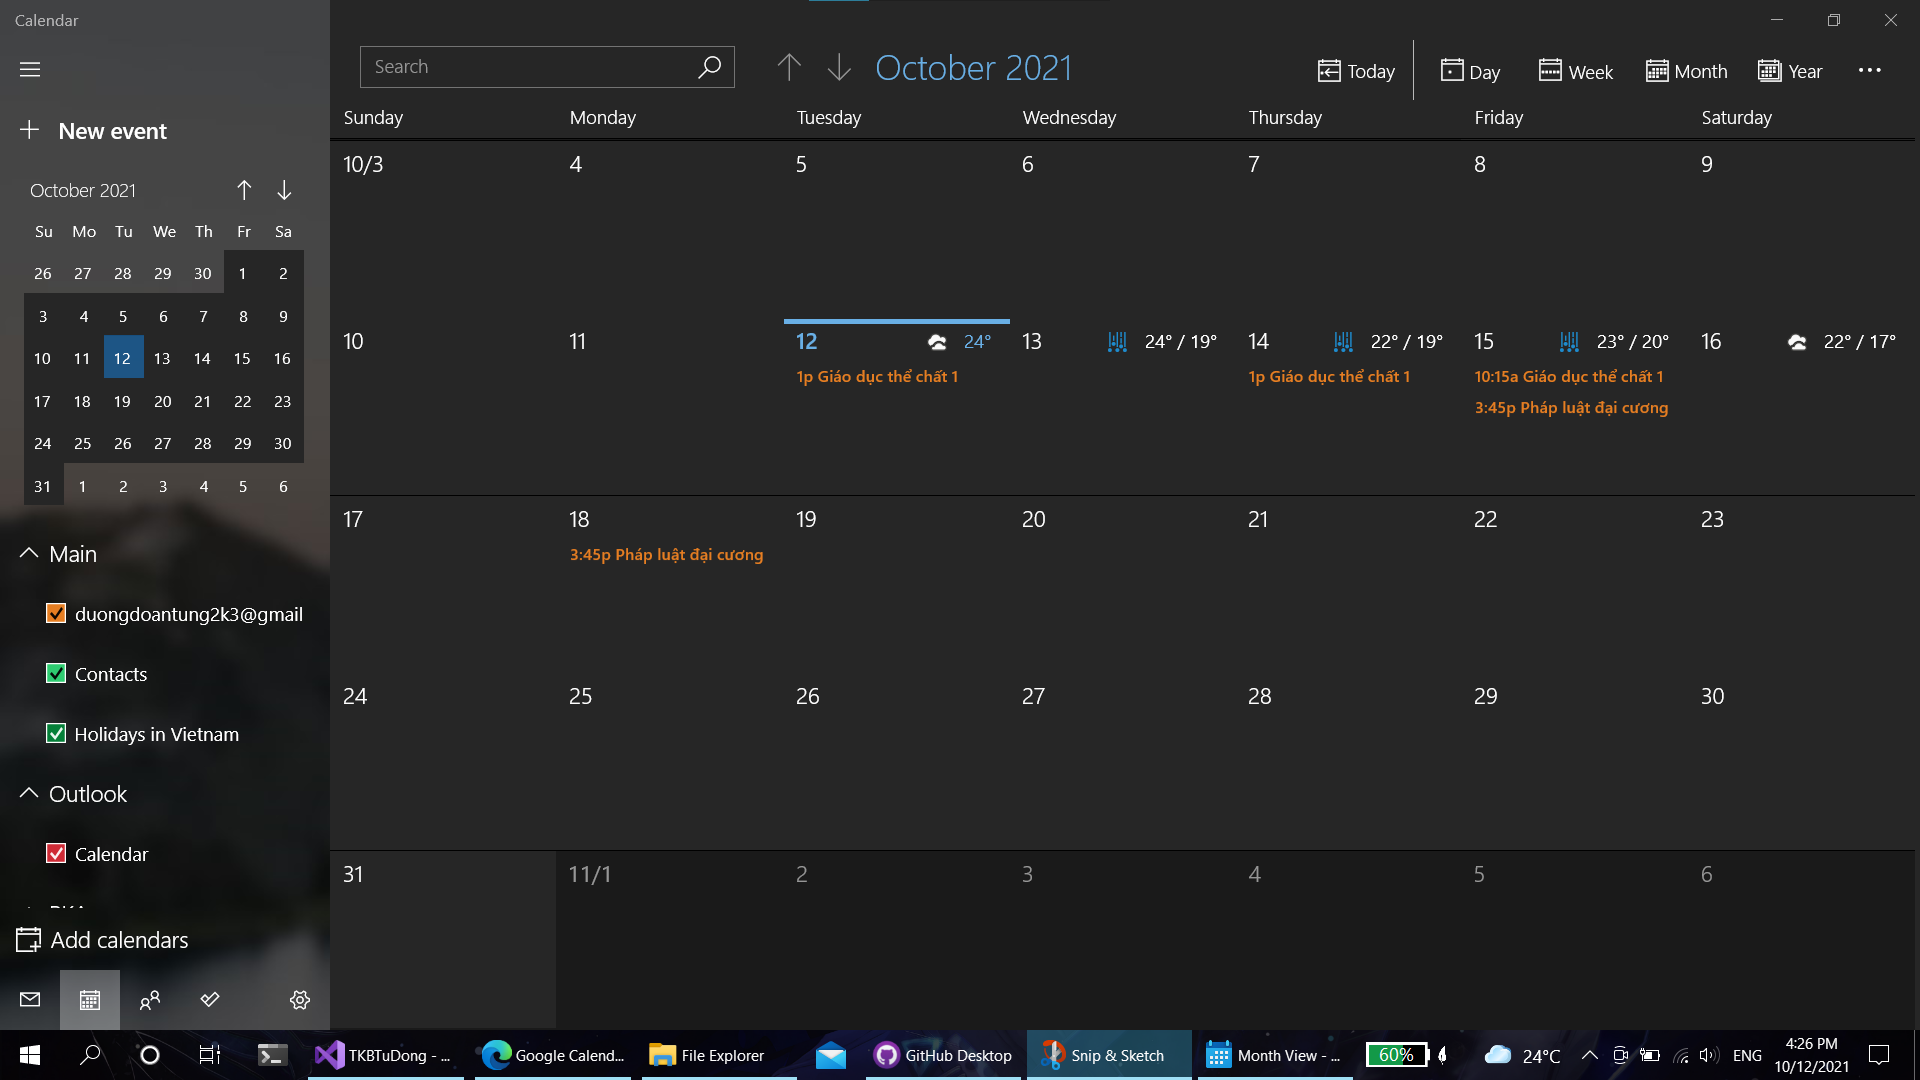 Calendar
New event
October 2021
Su Mo Tu We Th Fr Sa
26 27 28 29 30 1 2
3 4 5 6 7 8 9
10 11 12 13 14 15 16
17 18 19 20 21 22 23
24 25 26 27 28 29 30
31 1 2 3 4 5 6
Main
duongdoantung2k3@gmail
Contacts
Holidays in Vietnam
Outlook
Calendar
Add calendars
Search
October 2021
Today
Day
Week
Month
Year
Sunday Monday Tuesday Wednesday Thursday Friday Saturday
10/3 4 5 6 7 8 9
10 11 12 24° 13 24° / 19° 14 22° / 19° 15 23° / 20° 16 22° / 17°
1p Giáo dục thể chất 1 1p Giáo dục thể chất 1 10:15a Giáo dục thể chất 1
3:45p Pháp luật đại cương
17 18 19 20 21 22 23
3:45p Pháp luật đại cương
24 25 26 27 28 29 30
31 11/1 2 3 4 5 6
TKBTuDong - ...
Google Calend...
File Explorer
GitHub Desktop
Snip & Sketch
Month View - ...
60%
24°C
ENG
4:26 PM
10/12/2021